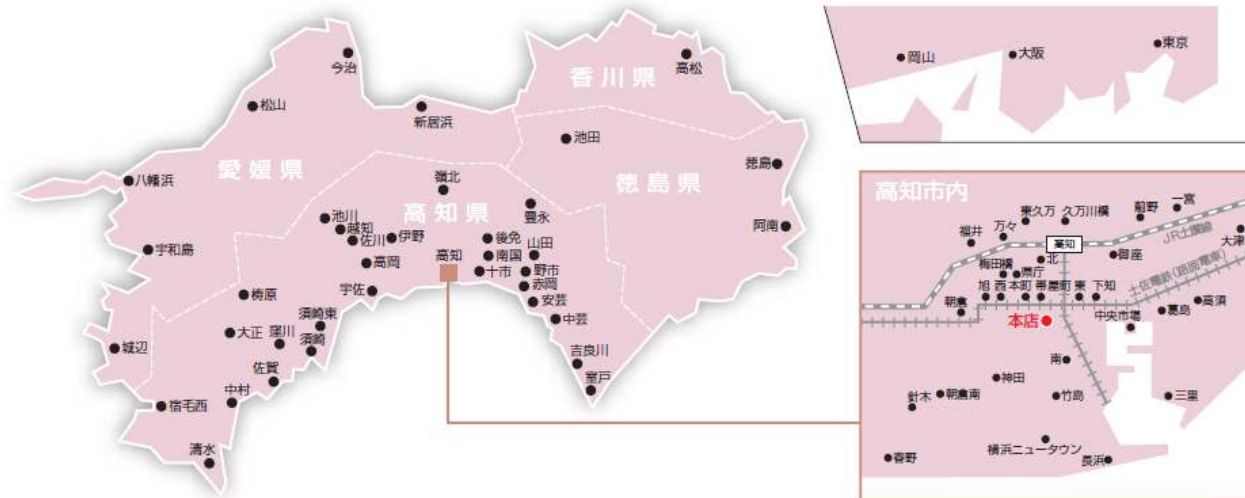 香川県
高松
今治
松山
新居浜
池田
徳島
愛媛県
徳島県
八幡浜
嶺北
高知県
豊永
阿南
池川
越知
佐川
伊野
後免
山田
宇和島
高岡
高知
南国
十市
野市
赤岡
梼原
宇佐
安芸
須崎東
中芸
大正
窪川
須崎
城辺
吉良川
佐賀
室戸
中村
宿毛西
清水
岡山
大阪
東京
高知市内
東久万
久万川橋
薊野
一宮
福井
万々
高知
JR土讃線
大津
北
御座
梅田橋
県庁
土佐電鉄(路面電車)
旭
西
本町
帯屋町
東
下知
朝倉
本店
中央市場
葛島
高須
南
神田
針木
朝倉南
竹島
三里
横浜ニュータウン
春野
長浜